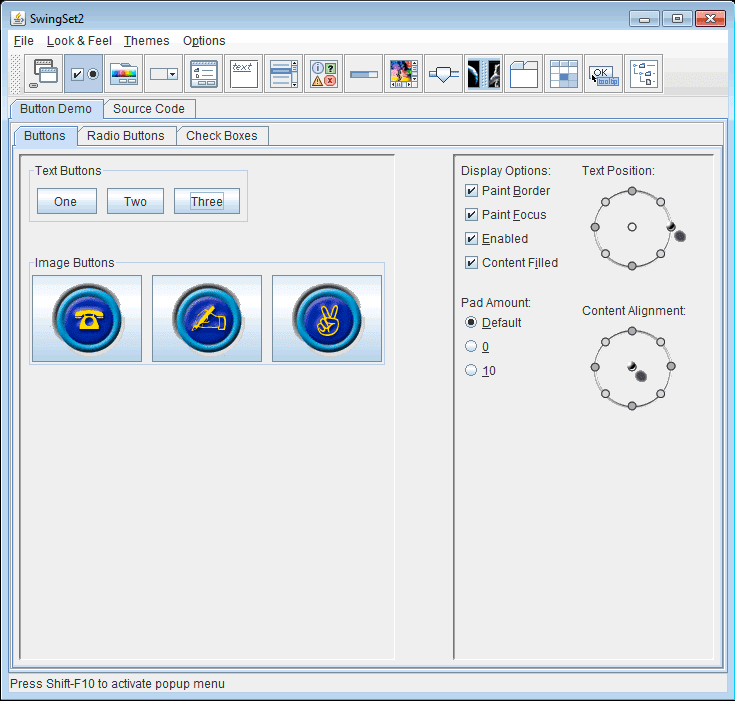 SwingSet2
File Look & Feel Themes Options
text
OK
tooltip
Button Demo Source Code
Buttons Radio Buttons Check Boxes
Text Buttons
One Two Three
Image Buttons
Display Options:
Paint Border
Paint Focus
Enabled
Content Filled
Text Position:
Pad Amount:
Default
0
10
Content Alignment:
Press Shift-F10 to activate popup menu